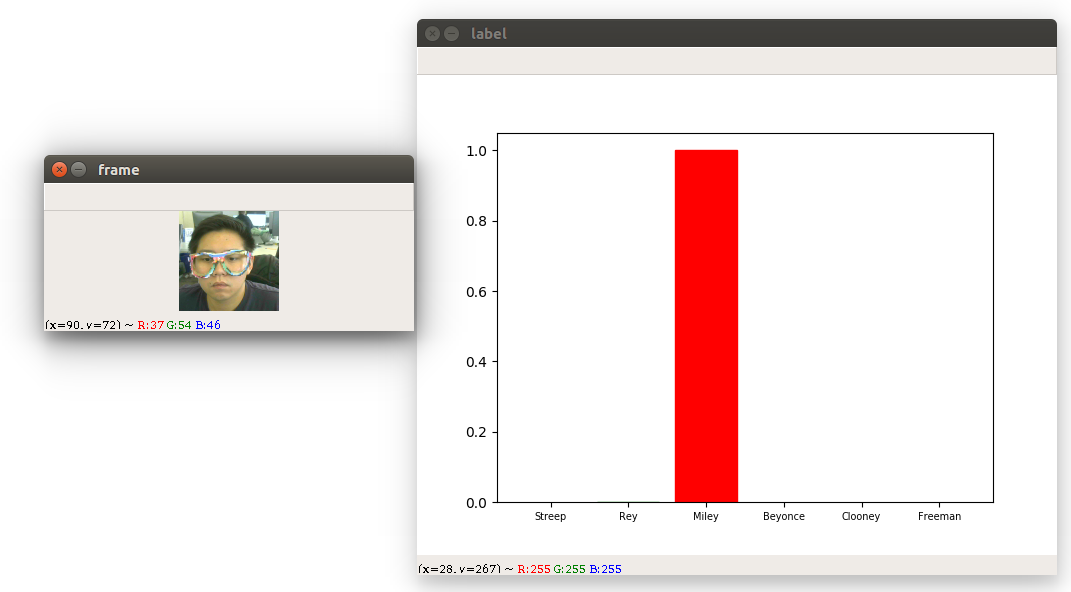 label
frame
(x=90, y=72) ~ R:37 G:54 B:46
1.0
0.8
0.6
0.4
0.2
0.0
Streep Rey Miley Beyonce Clooney Freeman
(x=28, y=267) ~ R:255 G:255 B:255